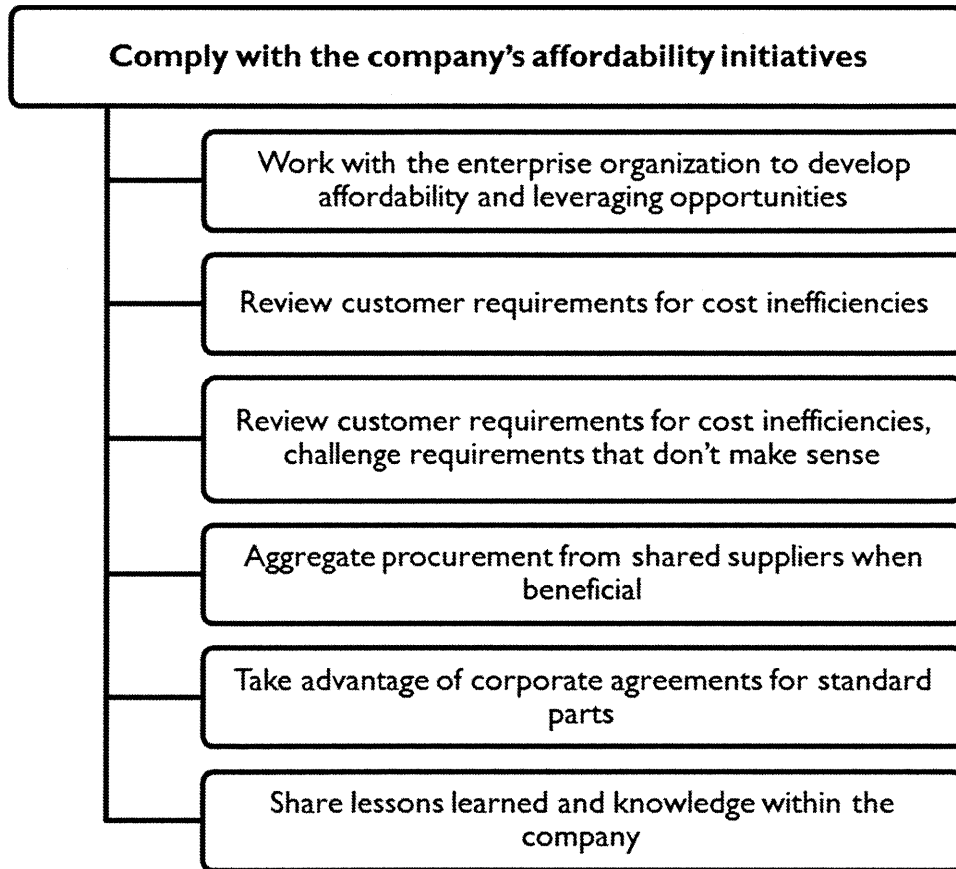 Comply with the company's affordability initiatives
Work with the enterprise organization to develop
affordability and leveraging opportunities
Review customer requirements for cost inefficiencies
Review customer requirements for cost inefficiencies,
challenge requirements that don't make sense
Aggregate procurement from shared suppliers when
beneficial
Take advantage of corporate agreements for standard
parts
Share lessons learned and knowledge within the
company